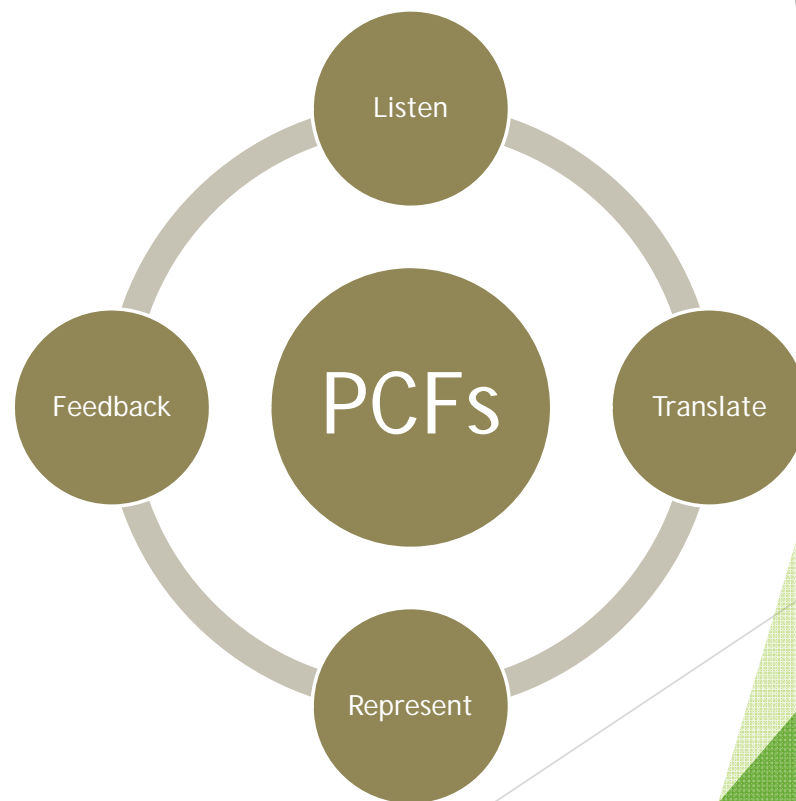 Listen
Feedback
PCFs
Translate
Represent